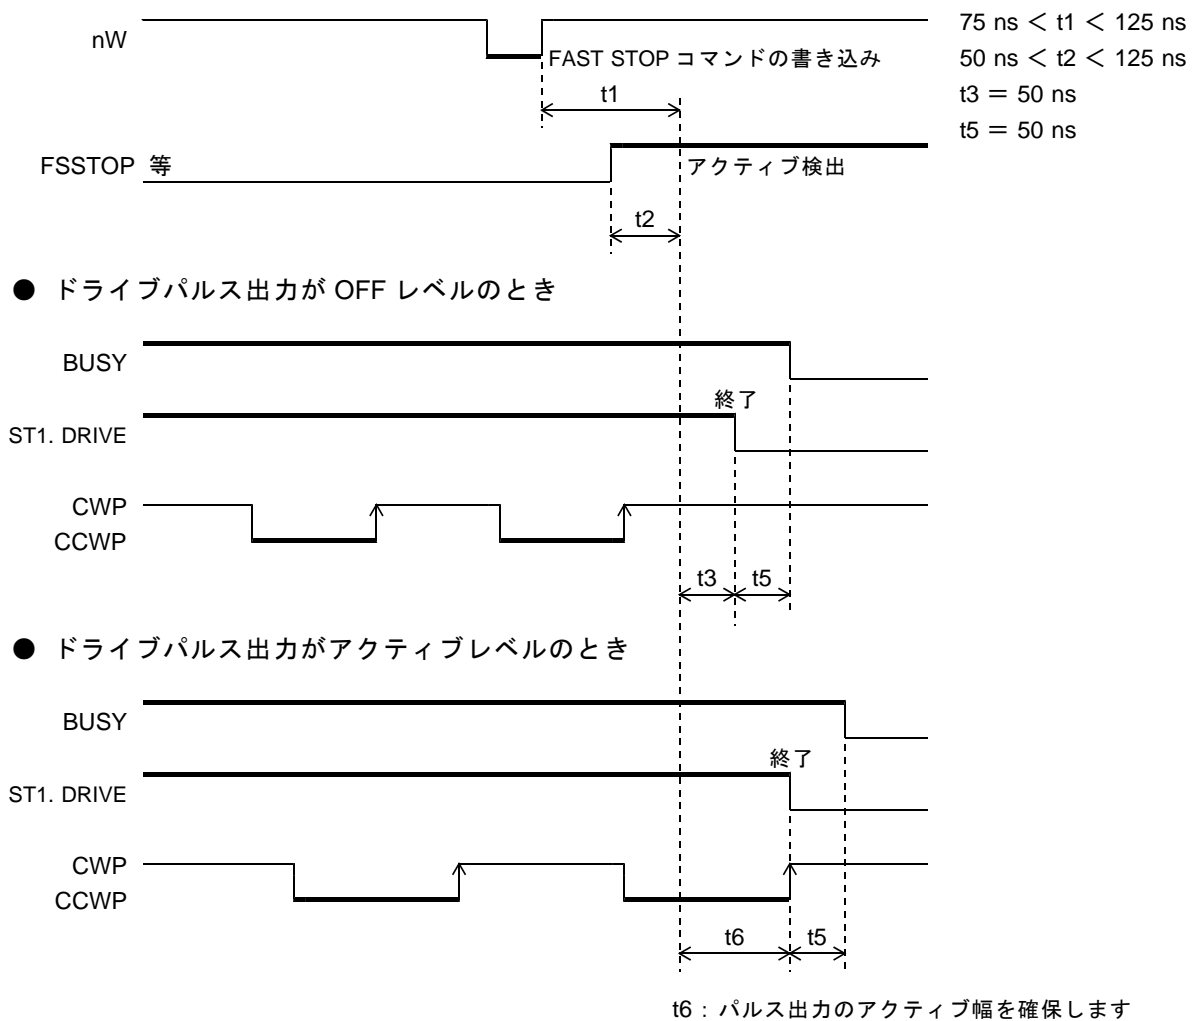 nW
FAST STOP コマンドの書き込み
75 ns < t1 < 125 ns
50 ns < t2 < 125 ns
t3 = 50 ns
t5 = 50 ns
t1
FSSTOP 等
アクティブ検出
t2
● ドライブパルス出力が OFF レベルのとき
BUSY
終了
ST1. DRIVE
CWP
CCWP
t3
t5
● ドライブパルス出力がアクティブレベルのとき
BUSY
終了
ST1. DRIVE
CWP
CCWP
t6
t5
t6 : パルス出力のアクティブ幅を確保します